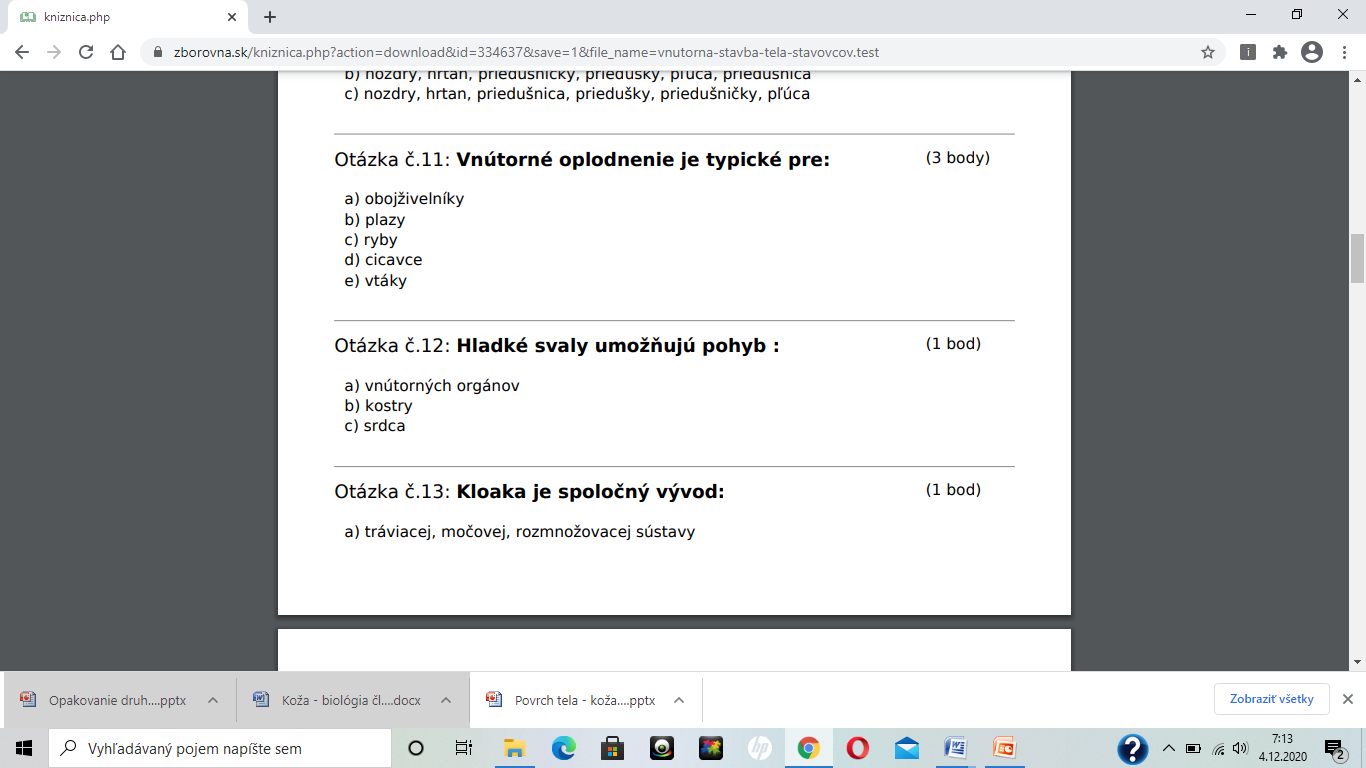 kniznica.php
zborovna.sk/kniznica.php?action=download&id=334637&save=1&file_name=vnutorna-stavba-tela-stavovcov.test
b) nozdry, hrtan, priedušničky, priedušky, pľúca, priedušnica
c) nozdry, hrtan, priedušnica, priedušky, priedušničky, pľúca
Otázka č.11: Vnútorné oplodnenie je typické pre: (3 body)
a) obojživelníky
b) plazy
c) ryby
d) cicavce
e) vtáky
Otázka č.12: Hladké svaly umožňujú pohyb : (1 bod)
a) vnútorných orgánov
b) kostry
c) srdca
Otázka č.13: Kloaka je spoločný vývod: (1 bod)
a) tráviacej, močovej, rozmnožovacej sústavy
Opakovanie druh....pptx
Koža - biológia čl....docx
Povrch tela - koža....pptx
Zobraziť všetky
Vyhľadávaný pojem napíšte sem
hp
7:13
4.12.2020
2